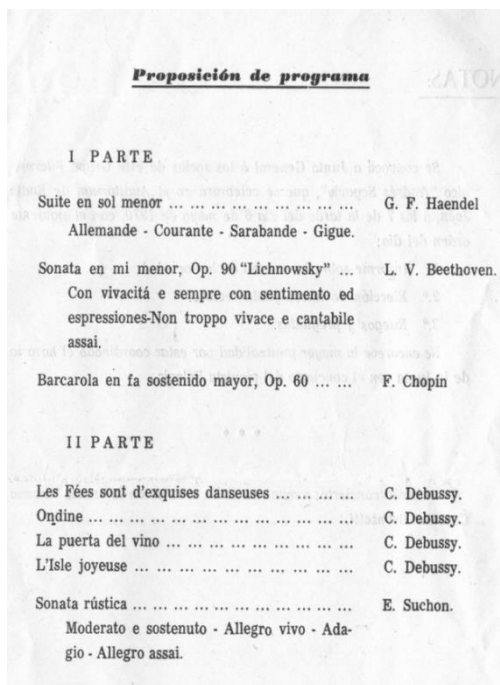 Proposición de programa
NOTAS:
I PARTE
Suite en sol menor ... ... ... ... ... ... ... ... G. F. Haendel
Allemande - Courante - Sarabande - Gigue.
Sonata en mi menor, Op. 90 "Lichnowsky" ... L. V. Beethoven.
Con vivacitá e sempre con sentimento ed
espressiones-Non troppo vivace e cantabile
assai.
Barcarola en fa sostenido mayor, Op. 60 ... ... F. Chopín
II PARTE
Les Fées sont d'exquises danseuses ... ... ... C. Debussy.
Ondine ... ... ... ... ... ... ... ... ... ... ... C. Debussy.
La puerta del vino ... ... ... ... ... ... ... ... C. Debussy.
L'Isle joyeuse ... ... ... ... ... ... ... ... ... C. Debussy.
Sonata rústica ... ... ... ... ... ... ... ... ... E. Suchon.
Moderato e sostenuto - Allegro vivo - Ada-
gio - Allegro assai.